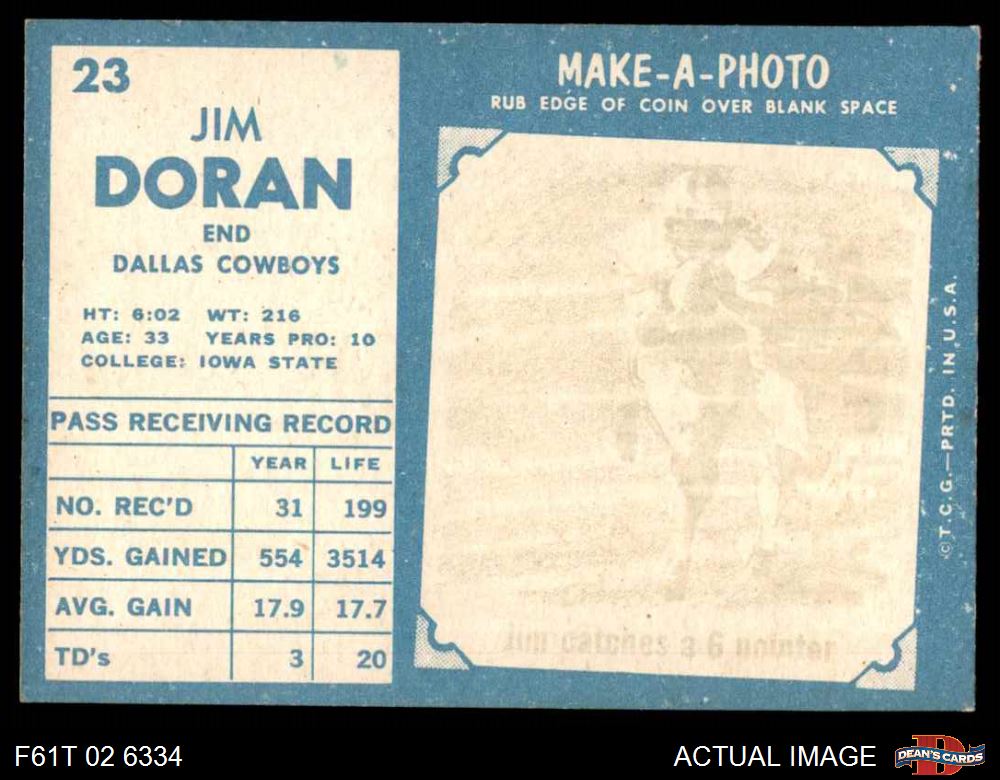 23
JIM
DORAN
END
DALLAS COWBOYS
HT: 6:02 WT: 216
AGE: 33 YEARS PRO: 10
COLLEGE: IOWA STATE
PASS RECEIVING RECORD
YEAR LIFE
NO. REC'D 31 199
YDS. GAINED 554 3514
AVG. GAIN 17.9 17.7
TD's 3 20
MAKE-A-PHOTO
RUB EDGE OF COIN OVER BLANK SPACE
Jim catches a 6 pointer
© T.C.G.—PRTD. IN U.S.A.
F61T 02 6334
ACTUAL IMAGE
DEAN'S CARDS